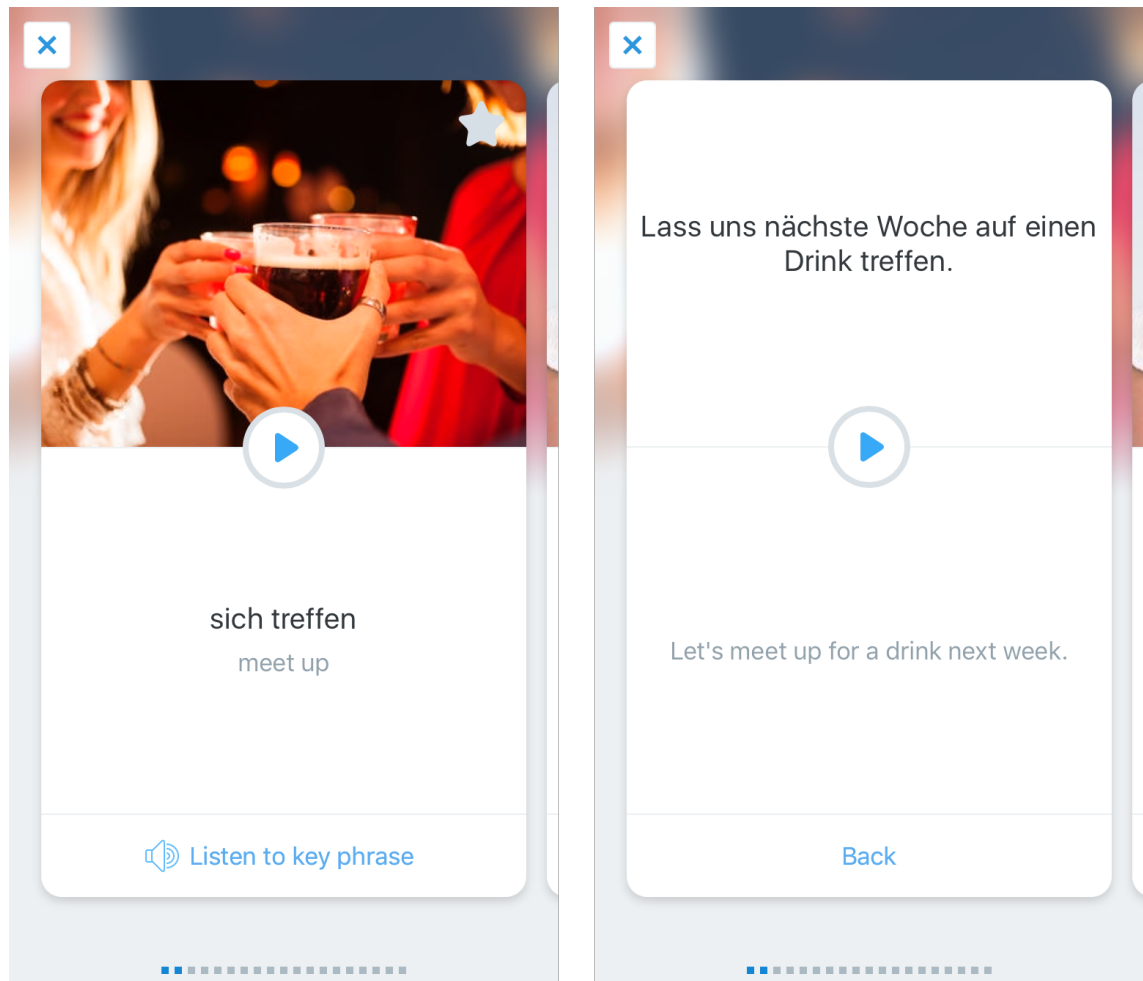 sich treffen
meet up
Listen to key phrase
Lass uns nächste Woche auf einen
Drink treffen.
Let's meet up for a drink next week.
Back